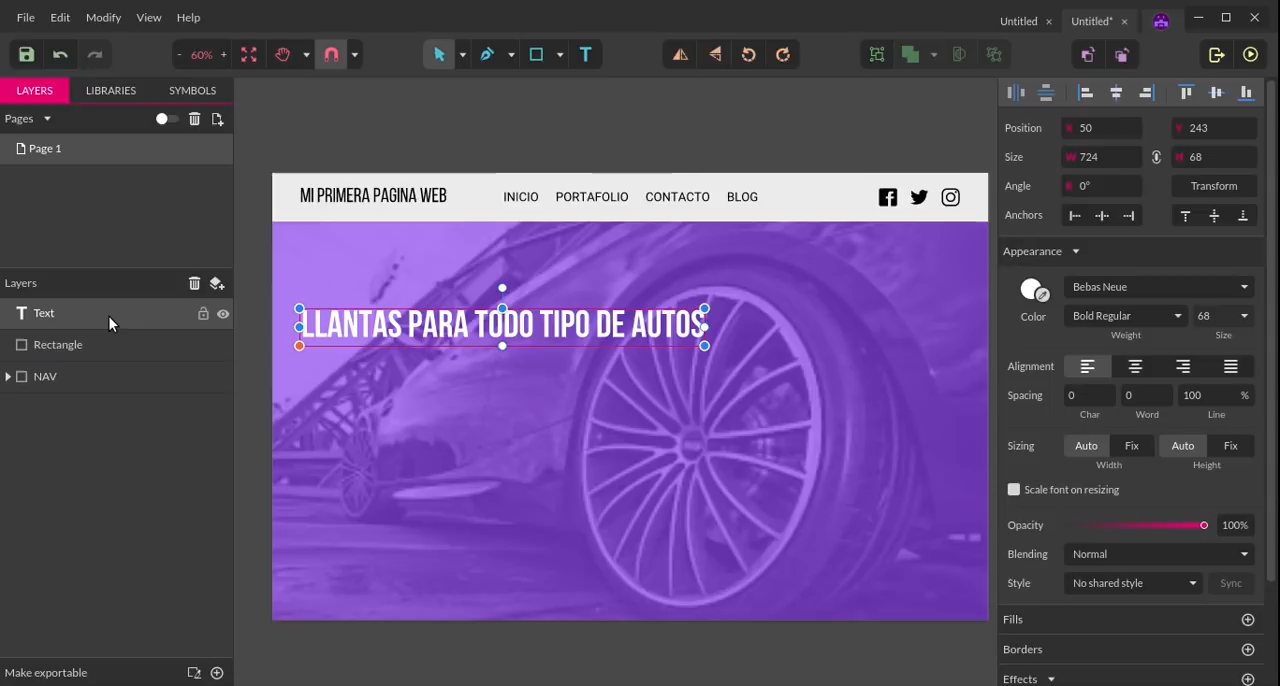 File Edit Modify View Help
Untitled × Untitled* ×
- 60% +
LAYERS LIBRARIES SYMBOLS
Pages
Page 1
Layers
Text
Rectangle
NAV
Make exportable
MI PRIMERA PAGINA WEB INICIO PORTAFOLIO CONTACTO BLOG
LLANTAS PARA TODO TIPO DE AUTOS
Position X 50 Y 243
Size W 724 H 68
Angle R 0° Transform
Anchors
Appearance
Color Bebas Neue
Bold Regular 68
Weight Size
Alignment
Spacing 0 0 100 %
Char Word Line
Sizing Auto Fix Auto Fix
Width Height
Scale font on resizing
Opacity 100%
Blending Normal
Style No shared style Sync
Fills
Borders
Effects